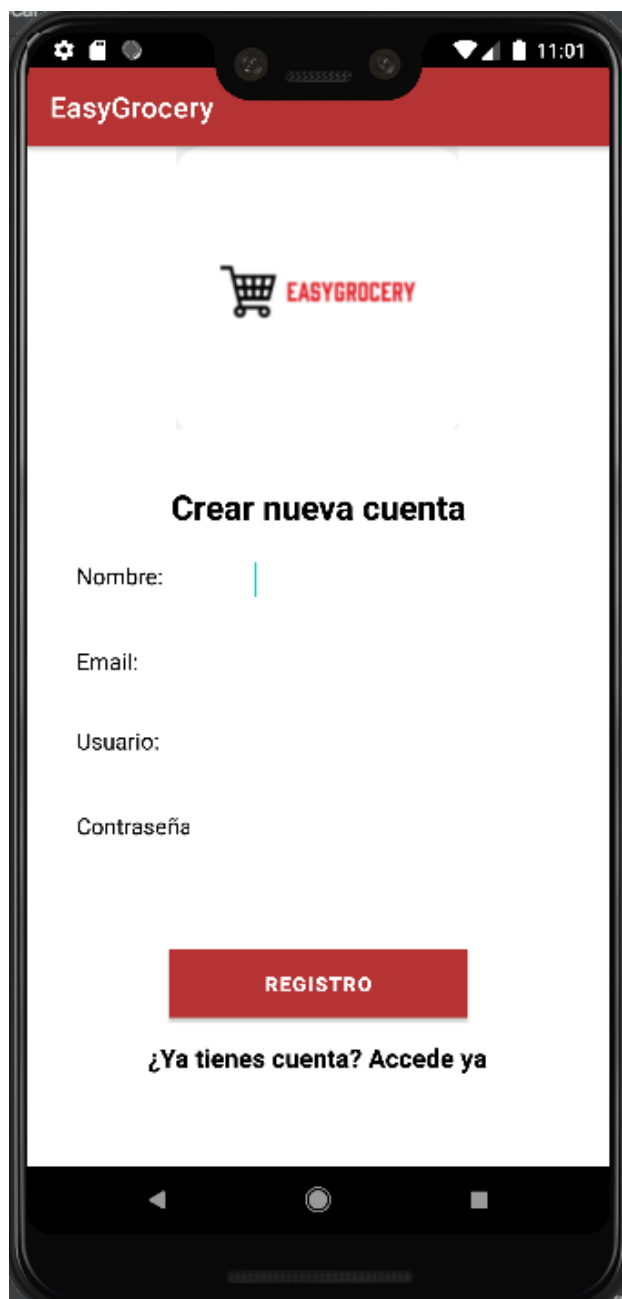 11:01
EasyGrocery
EASYGROCERY
Crear nueva cuenta
Nombre:
Email:
Usuario:
Contraseña
REGISTRO
¿Ya tienes cuenta? Accede ya